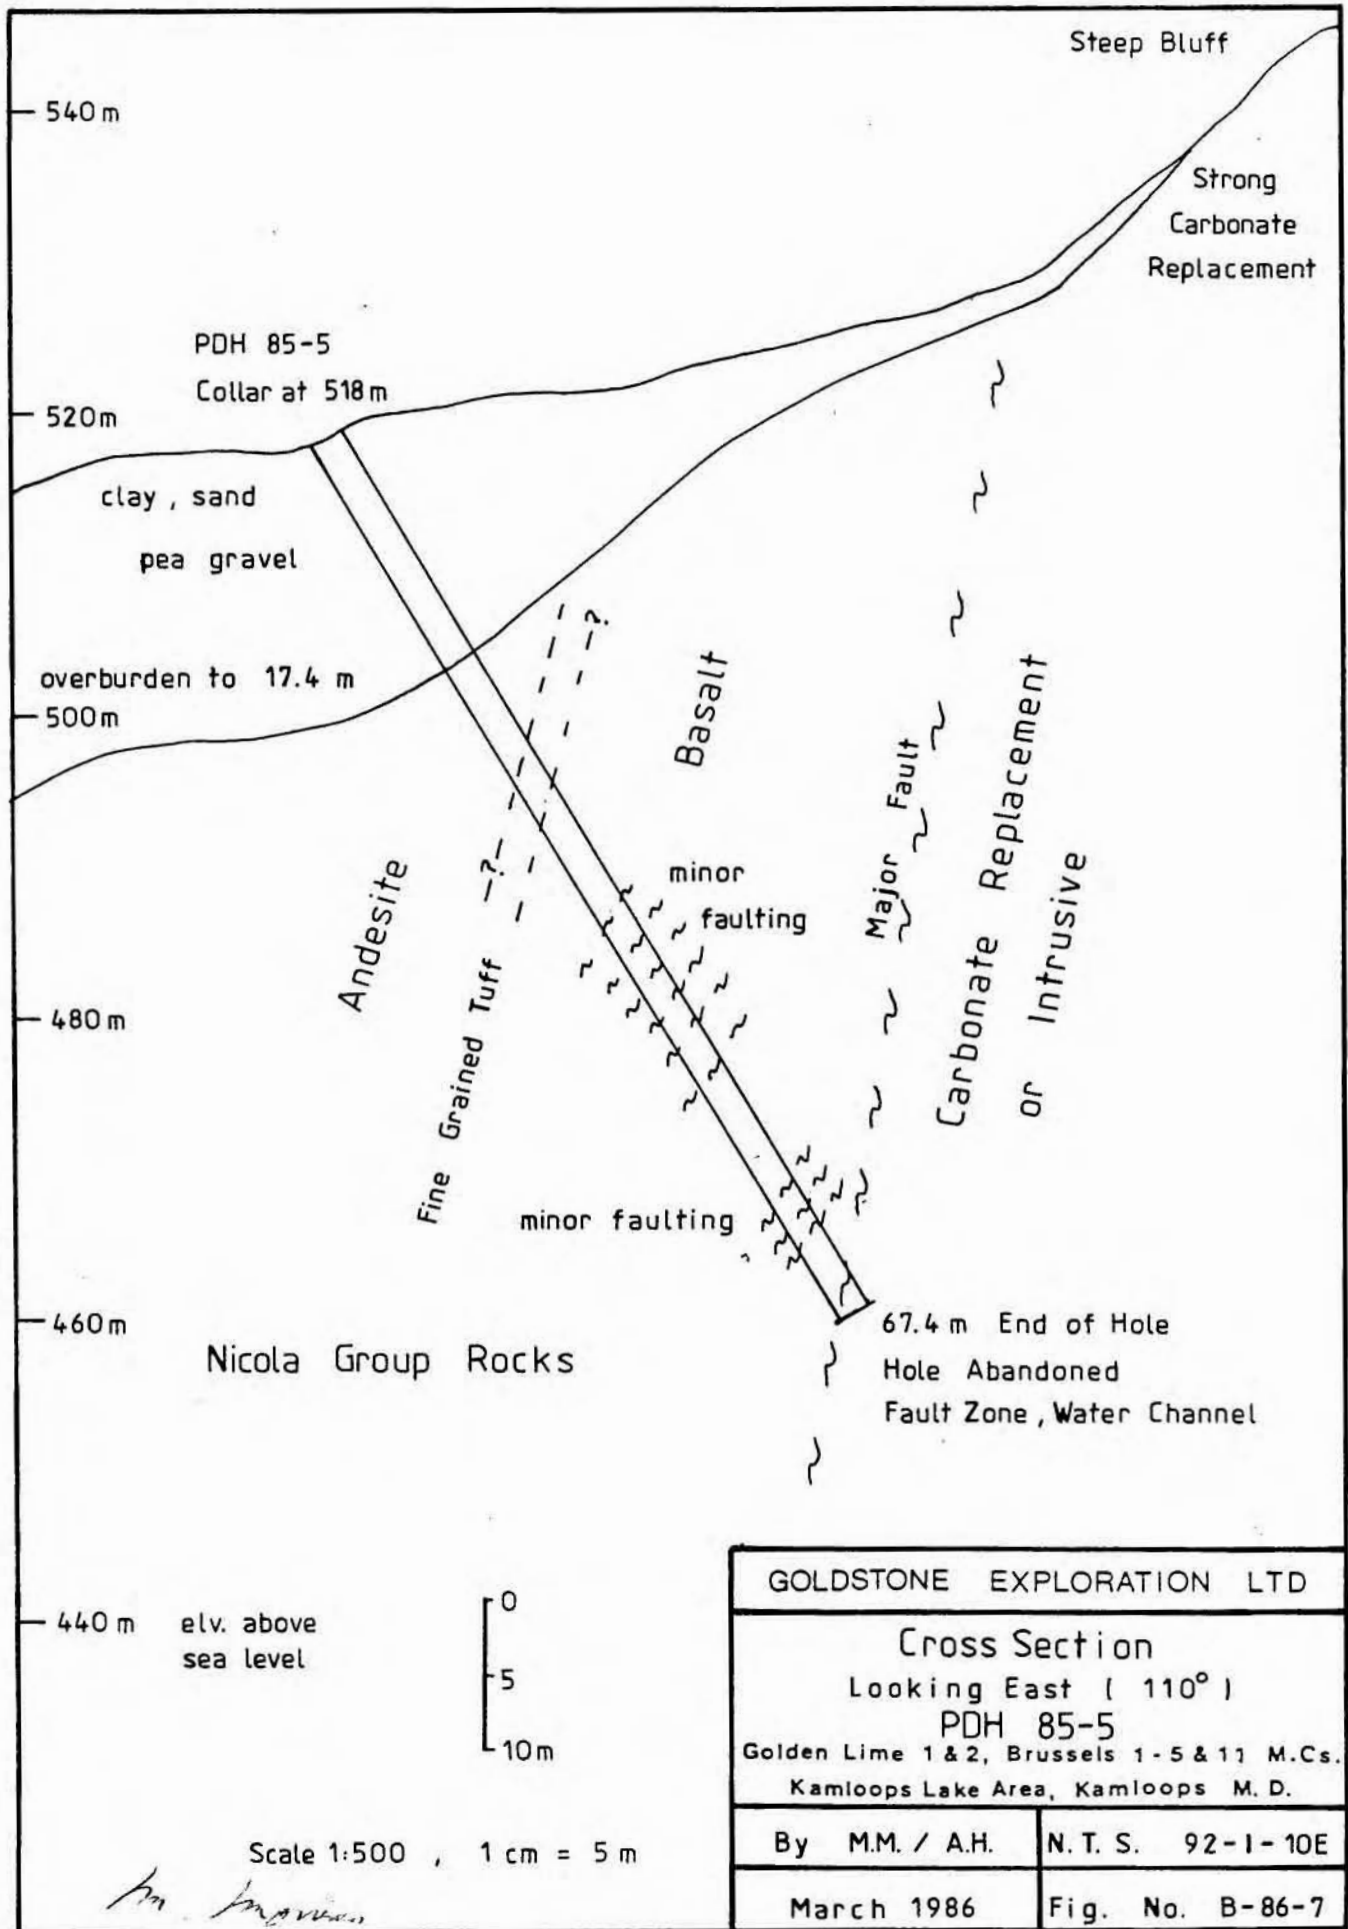 Steep Bluff
540 m
Strong
Carbonate
Replacement
PDH 85-5
Collar at 518 m
520m
clay , sand
pea gravel
overburden to 17.4 m
500m
?
?
Basalt
Andesite
Fine Grained Tuff
minor
faulting
Major Fault
Carbonate Replacement
or Intrusive
480 m
minor faulting
460m
67.4 m End of Hole
Hole Abandoned
Fault Zone , Water Channel
Nicola Group Rocks
440 m
elv. above
sea level
0
5
10m
Scale 1:500 , 1 cm = 5 m
GOLDSTONE EXPLORATION LTD
Cross Section
Looking East ( 110° )
PDH 85-5
Golden Lime 1 & 2, Brussels 1 - 5 & 11 M.Cs.
Kamloops Lake Area, Kamloops M. D.
By M.M. / A.H.
N. T. S. 92-I-10E
March 1986
Fig. No. B-86-7